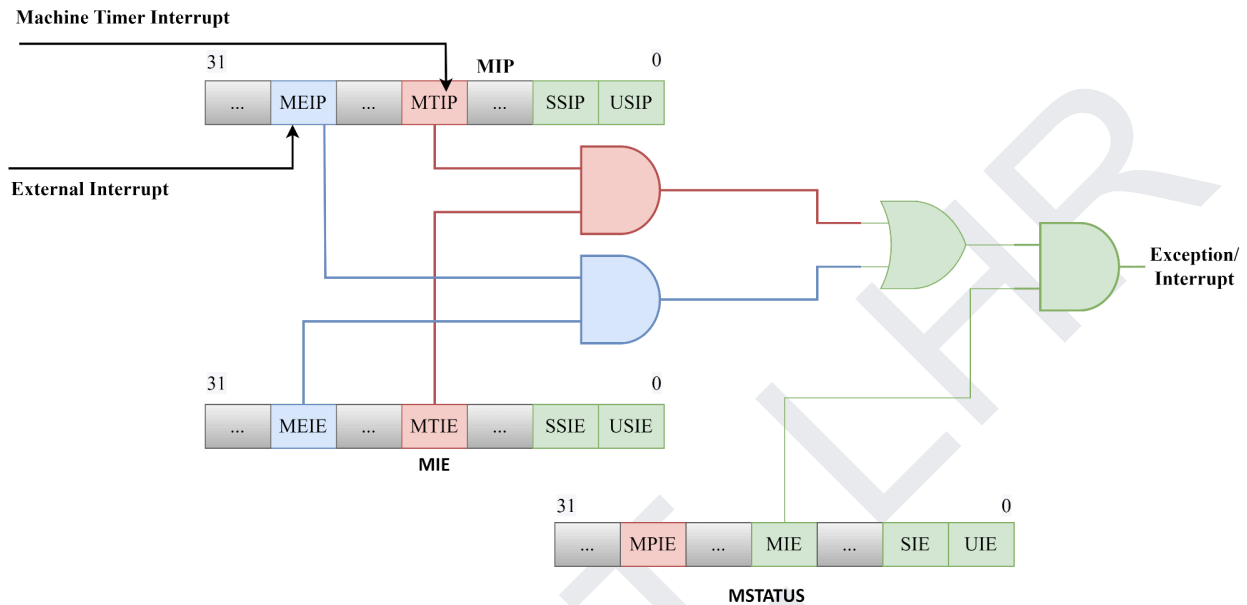 Machine Timer Interrupt
31 MIP 0
... MEIP ... MTIP ... SSIP USIP
External Interrupt
Exception/
Interrupt
31 0
... MEIE ... MTIE ... SSIE USIE
MIE
31 0
... MPIE ... MIE ... SIE UIE
MSTATUS
LHR